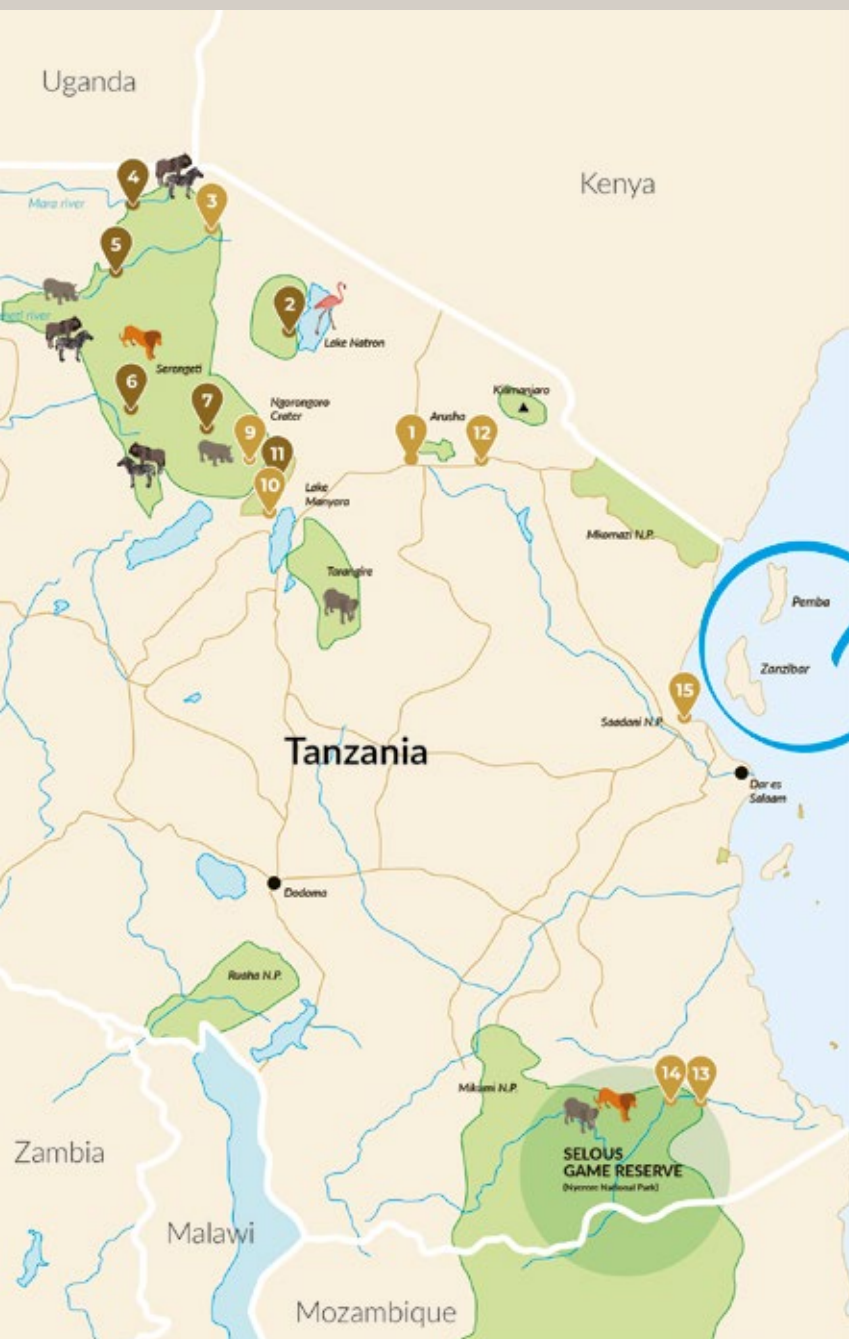 Uganda
Kenya
4
3
Mara river
5
river
2
Lake Natron
Serengeti
6
7
Ngorongoro
Crater
Kilimanjaro
Arusha
9
11
1
12
10
Lake
Manyara
Mkomazi N.P.
Tarangire
Pemba
Zanzibar
15
Saadani N.P.
Tanzania
Dar es
Salaam
Dodoma
Ruaha N.P.
14
13
Mikumi N.P.
SELOUS
GAME RESERVE
(Nyerere National Park)
Zambia
Malawi
Mozambique